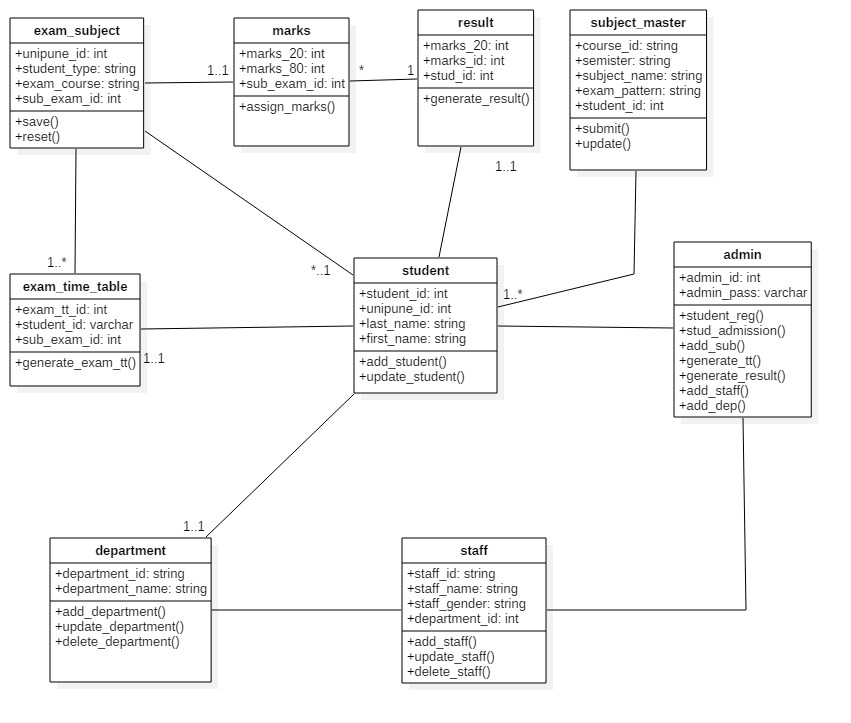 exam_subject
+unipune_id: int
+student_type: string
+exam_course: string
+sub_exam_id: int
+save()
+reset()
1..1
marks
+marks_20: int
+marks_80: int
+sub_exam_id: int
+assign_marks()
*
1
result
+marks_20: int
+marks_id: int
+stud_id: int
+generate_result()
1..1
subject_master
+course_id: string
+semister: string
+subject_name: string
+exam_pattern: string
+student_id: int
+submit()
+update()
1..*
*..1
1..*
exam_time_table
+exam_tt_id: int
+student_id: varchar
+sub_exam_id: int
+generate_exam_tt()
1..1
student
+student_id: int
+unipune_id: int
+last_name: string
+first_name: string
+add_student()
+update_student()
admin
+admin_id: int
+admin_pass: varchar
+student_reg()
+stud_admission()
+add_sub()
+generate_tt()
+generate_result()
+add_staff()
+add_dep()
1..1
department
+department_id: string
+department_name: string
+add_department()
+update_department()
+delete_department()
staff
+staff_id: string
+staff_name: string
+staff_gender: string
+department_id: int
+add_staff()
+update_staff()
+delete_staff()